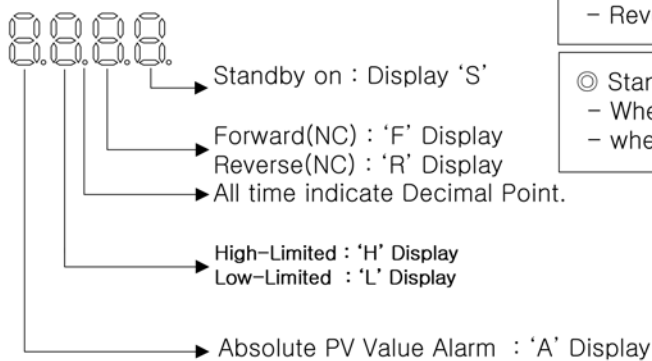 – Rev
Standby on : Display ‘S’
◎ Stan
– Whe
– whe
Forward(NC) : ‘F’ Display
Reverse(NC) : ‘R’ Display
All time indicate Decimal Point.
High–Limited : ‘H’ Display
Low–Limited : ‘L’ Display
Absolute PV Value Alarm : ‘A’ Display